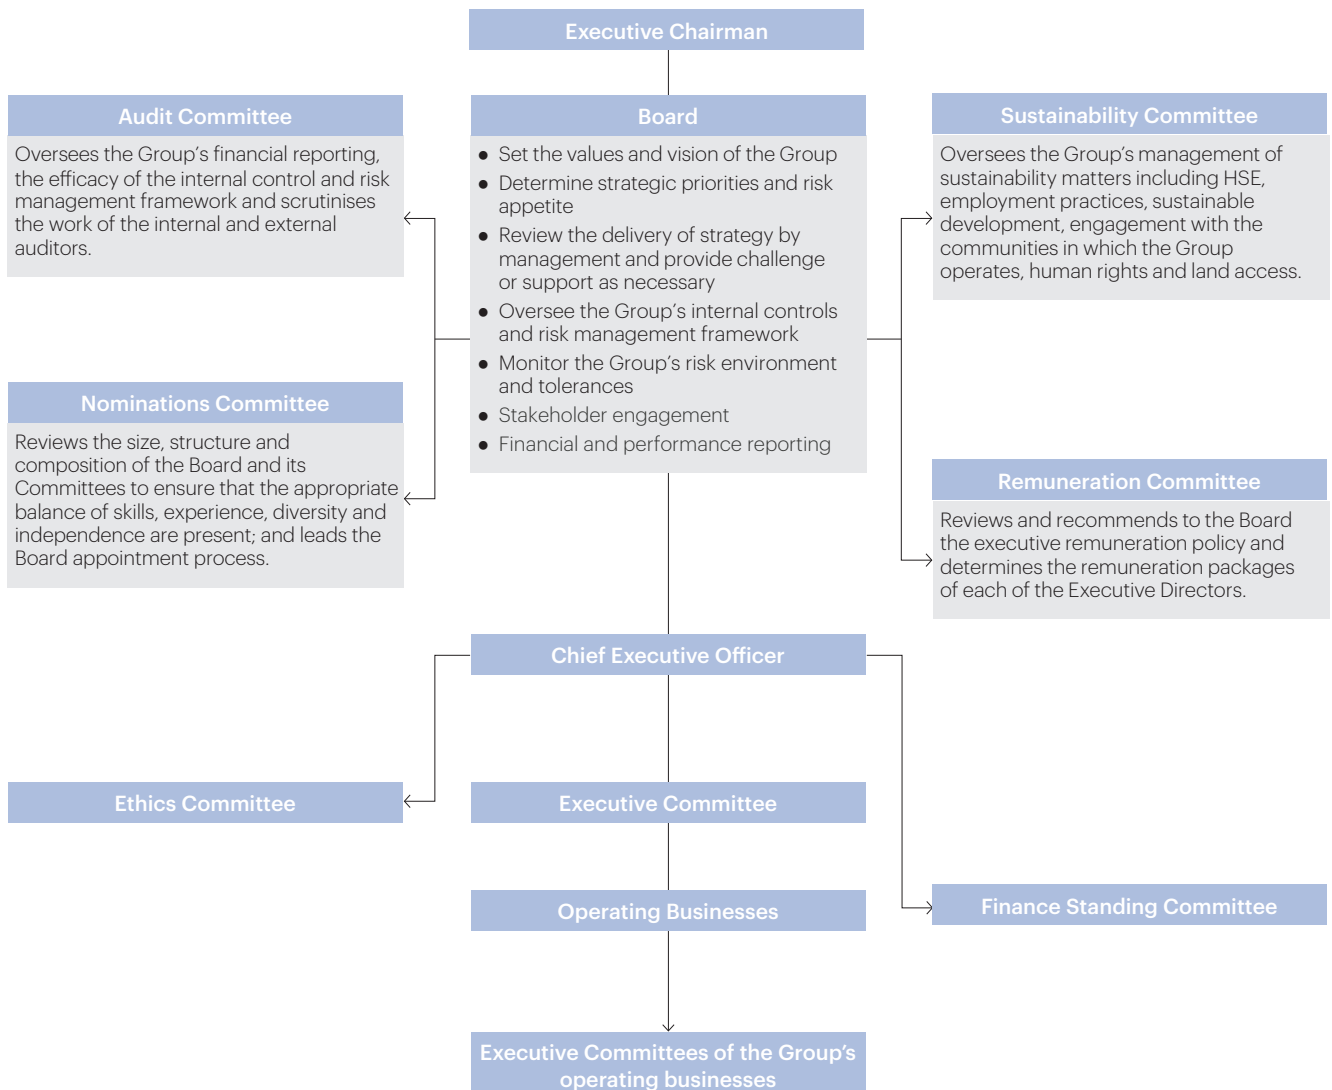 Executive Chairman
Audit Committee
Oversees the Group’s financial reporting,
the efficacy of the internal control and risk
management framework and scrutinises
the work of the internal and external
auditors.
Board
● Set the values and vision of the Group
● Determine strategic priorities and risk
appetite
● Review the delivery of strategy by
management and provide challenge
or support as necessary
● Oversee the Group’s internal controls
and risk management framework
● Monitor the Group’s risk environment
and tolerances
● Stakeholder engagement
● Financial and performance reporting
Sustainability Committee
Oversees the Group’s management of
sustainability matters including HSE,
employment practices, sustainable
development, engagement with the
communities in which the Group
operates, human rights and land access.
Nominations Committee
Reviews the size, structure and
composition of the Board and its
Committees to ensure that the appropriate
balance of skills, experience, diversity and
independence are present; and leads the
Board appointment process.
Remuneration Committee
Reviews and recommends to the Board
the executive remuneration policy and
determines the remuneration packages
of each of the Executive Directors.
Chief Executive Officer
Ethics Committee
Executive Committee
Operating Businesses
Finance Standing Committee
Executive Committees of the Group’s
operating businesses